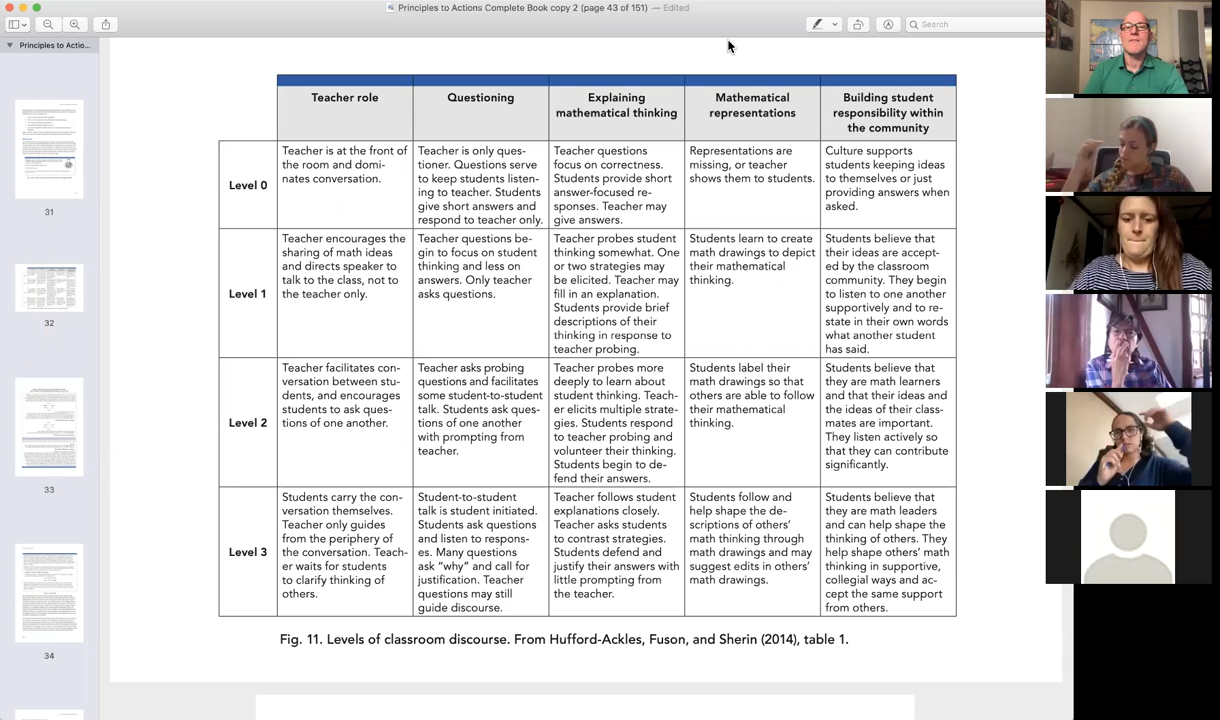 Principles to Actions Complete Book copy 2 (page 43 of 151) — Edited
Search
Principles to Actio...
31
32
33
34
Teacher role
Questioning
Explaining
mathematical thinking
Mathematical
representations
Building student
responsibility within
the community
Level 0
Teacher is at the front of
the room and domi-
nates conversation.
Teacher is only ques-
tioner. Questions serve
to keep students listen-
ing to teacher. Students
give short answers and
respond to teacher only.
Teacher questions
focus on correctness.
Students provide short
answer-focused re-
sponses. Teacher may
give answers.
Representations are
missing, or teacher
shows them to students.
Culture supports
students keeping ideas
to themselves or just
providing answers when
asked.
Level 1
Teacher encourages the
sharing of math ideas
and directs speaker to
talk to the class, not to
the teacher only.
Teacher questions be-
gin to focus on student
thinking and less on
answers. Only teacher
asks questions.
Teacher probes student
thinking somewhat. One
or two strategies may
be elicited. Teacher may
fill in an explanation.
Students provide brief
descriptions of their
thinking in response to
teacher probing.
Students learn to create
math drawings to depict
their mathematical
thinking.
Students believe that
their ideas are accept-
ed by the classroom
community. They begin
to listen to one another
supportively and to re-
state in their own words
what another student
has said.
Level 2
Teacher facilitates con-
versation between stu-
dents, and encourages
students to ask ques-
tions of one another.
Teacher asks probing
questions and facilitates
some student-to-student
talk. Students ask ques-
tions of one another
with prompting from
teacher.
Teacher probes more
deeply to learn about
student thinking. Teach-
er elicits multiple strate-
gies. Students respond
to teacher probing and
volunteer their thinking.
Students begin to de-
fend their answers.
Students label their
math drawings so that
others are able to follow
their mathematical
thinking.
Students believe that
they are math learners
and that their ideas and
the ideas of their class-
mates are important.
They listen actively so
that they can contribute
significantly.
Level 3
Students carry the con-
versation themselves.
Teacher only guides
from the periphery of
the conversation. Teach-
er waits for students
to clarify thinking of
others.
Student-to-student
talk is student initiated.
Students ask questions
and listen to respons-
es. Many questions
ask “why” and call for
justification. Teacher
questions may still
guide discourse.
Teacher follows student
explanations closely.
Teacher asks students
to contrast strategies.
Students defend and
justify their answers with
little prompting from
the teacher.
Students follow and
help shape the de-
scriptions of others’
math thinking through
math drawings and may
suggest edits in others’
math drawings.
Students believe that
they are math leaders
and can help shape the
thinking of others. They
help shape others’ math
thinking in supportive,
collegial ways and ac-
cept the same support
from others.
Fig. 11. Levels of classroom discourse. From Hufford-Ackles, Fuson, and Sherin (2014), table 1.